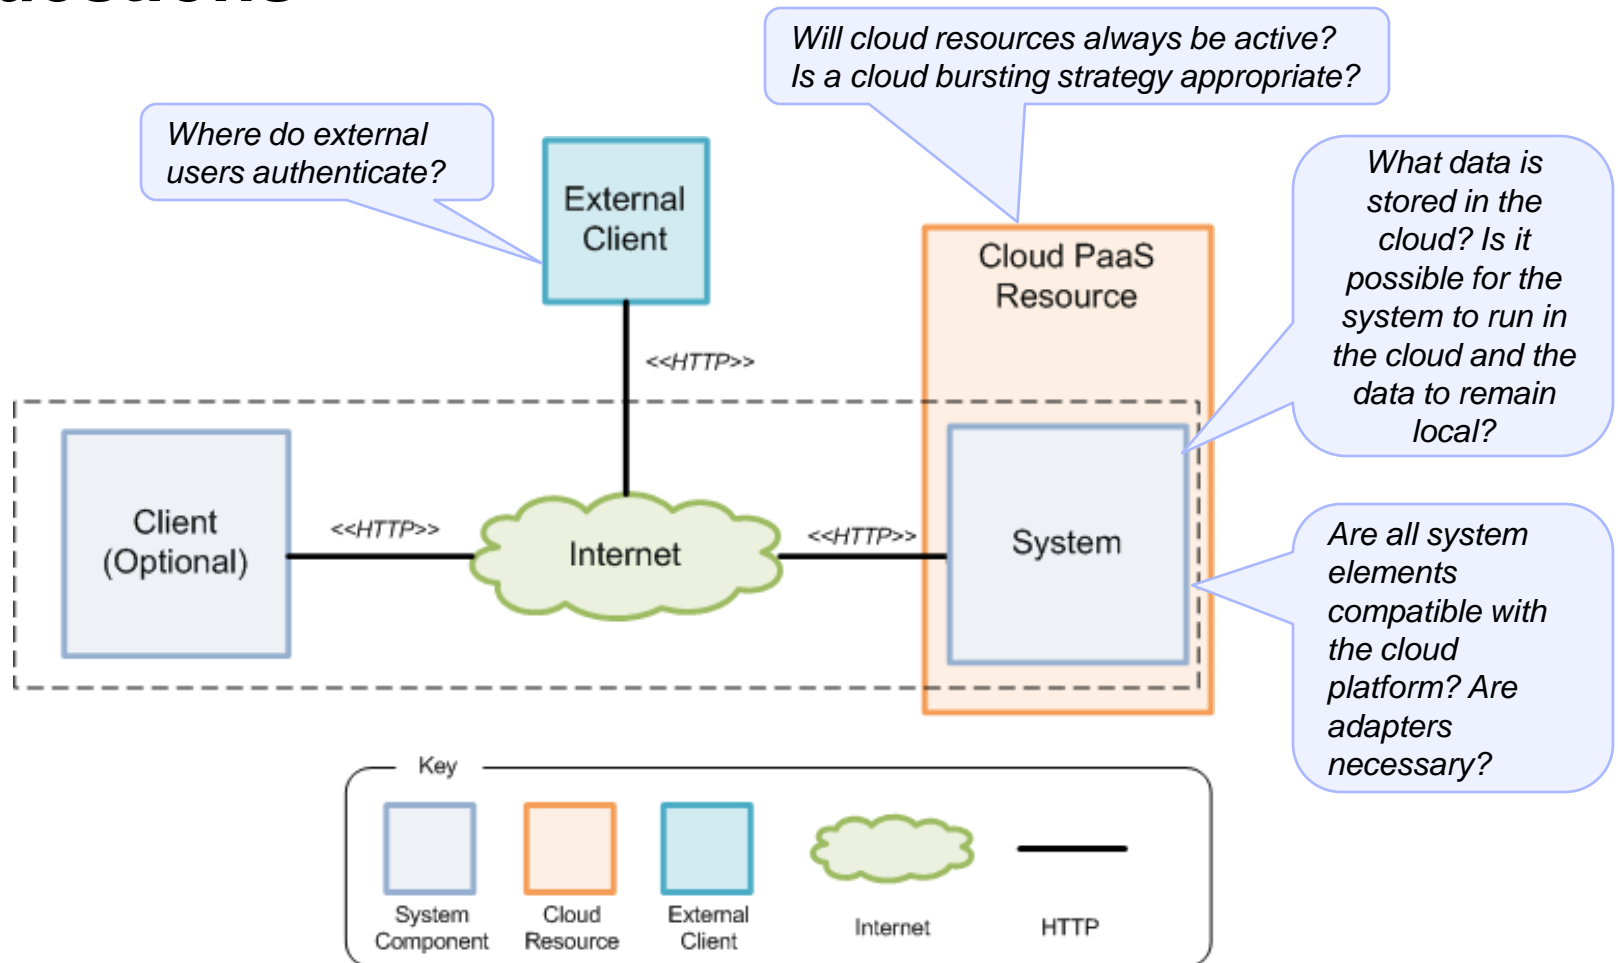 Will cloud resources always be active?
Is a cloud bursting strategy appropriate?
Where do external
users authenticate?
What data is
stored in the
cloud? Is it
possible for the
system to run in
the cloud and the
data to remain
local?
External
Client
Cloud PaaS
Resource
<<HTTP>>
Client
(Optional)
<<HTTP>>
Internet
<<HTTP>>
System
Are all system
elements
compatible with
the cloud
platform? Are
adapters
necessary?
Key
System
Component
Cloud
Resource
External
Client
Internet
HTTP